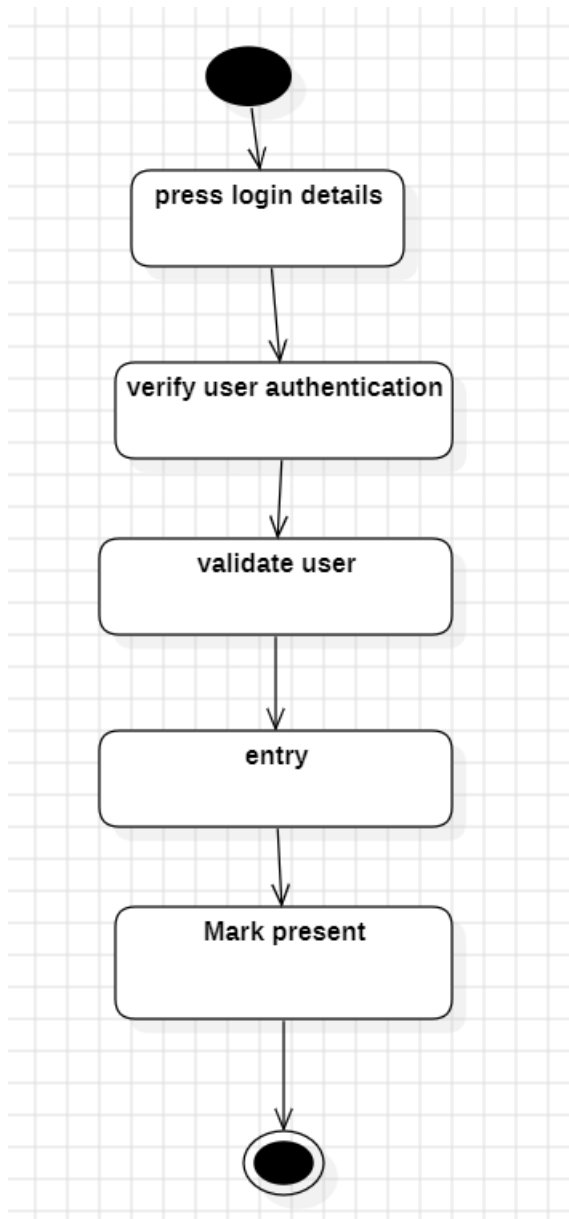 press login details
verify user authentication
validate user
entry
Mark present